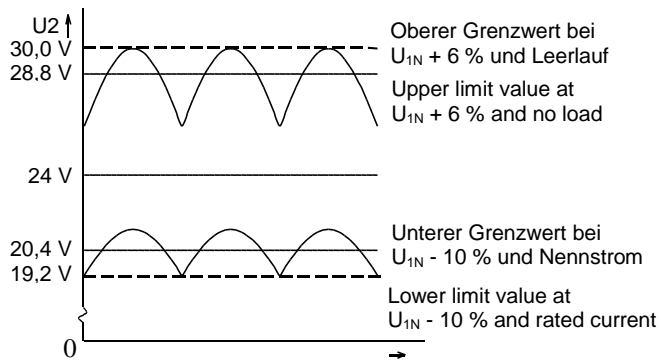 U2
30,0 V
28.8 V
24 V
20,4 V
19,2 V
0
Oberer Grenzwert bei
U1N + 6 % und Leerlauf
Upper limit value at
U1N + 6 % and no load
Unterer Grenzwert bei
U1N - 10 % und Nennstrom
Lower limit value at
U1N - 10 % and rated current